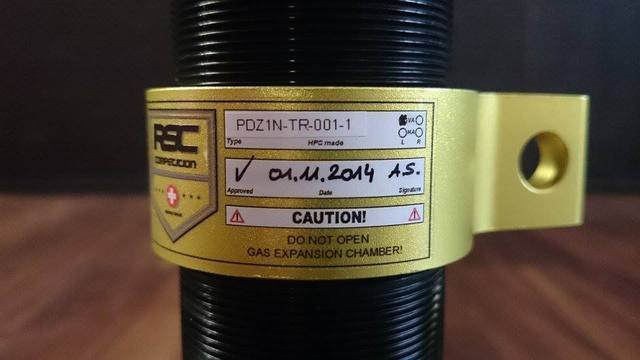 RSC
COMPETITION
PDZ1N-TR-001-1
Type HPC made
VA
HA
L R
✓ 01.11.2014 A.S.
Approved Date Signature
CAUTION!
DO NOT OPEN
GAS EXPANSION CHAMBER!